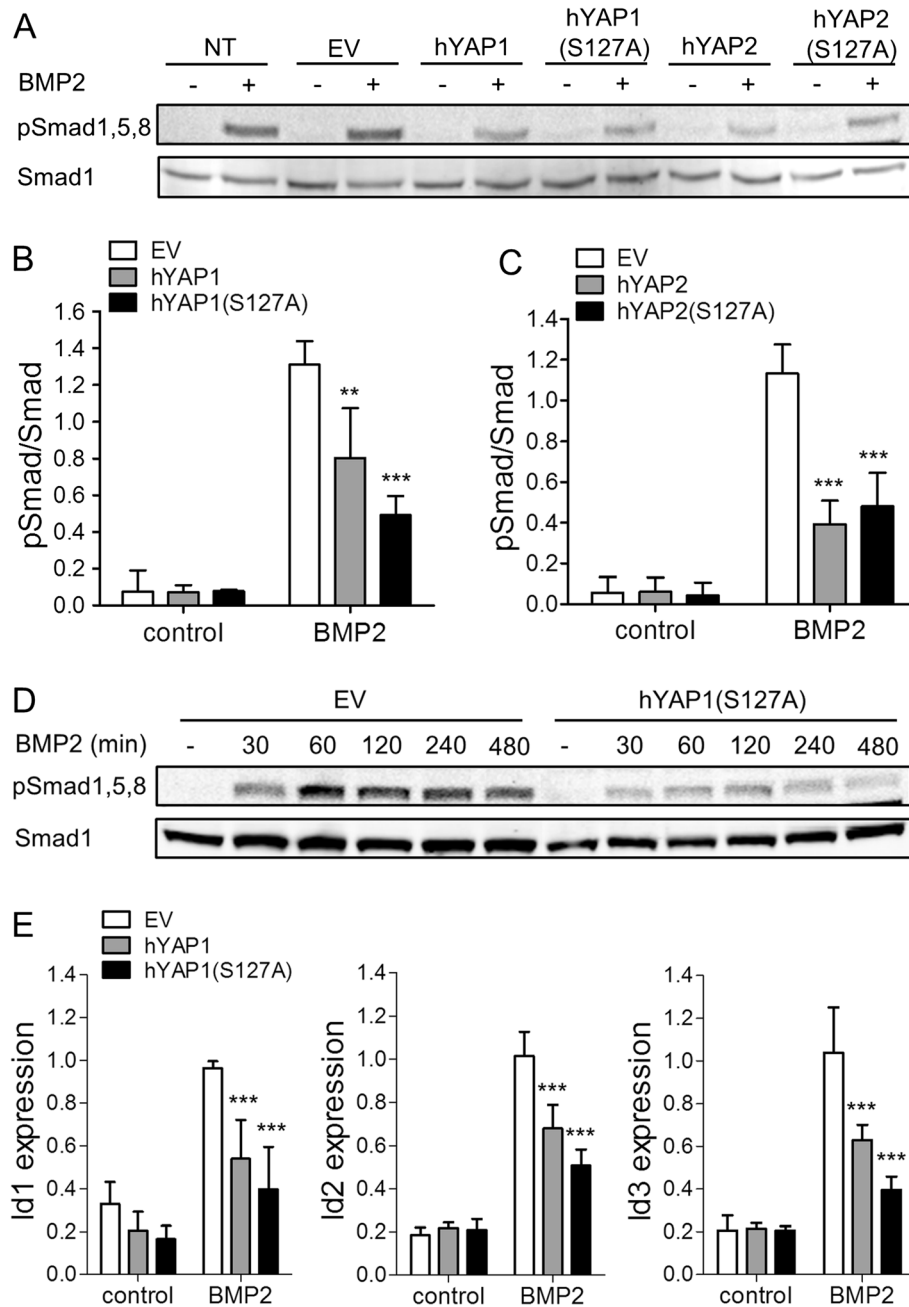 A
NT EV hYAP1 hYAP1 (S127A) hYAP2 hYAP2 (S127A)
BMP2 - + - + - + - + - + - +
pSmad1,5,8
Smad1
B
EV
hYAP1
hYAP1(S127A)
pSmad/Smad
1.6
1.4
1.2
1.0
0.8
0.6
0.4
0.2
0.0
**
***
control BMP2
C
EV
hYAP2
hYAP2(S127A)
pSmad/Smad
1.4
1.2
1.0
0.8
0.6
0.4
0.2
0.0
*** ***
control BMP2
D
EV hYAP1(S127A)
BMP2 (min) - 30 60 120 240 480 - 30 60 120 240 480
pSmad1,5,8
Smad1
E
EV
hYAP1
hYAP1(S127A)
Id1 expression
1.4
1.2
1.0
0.8
0.6
0.4
0.2
0.0
***
***
control BMP2
Id2 expression
1.4
1.2
1.0
0.8
0.6
0.4
0.2
0.0
***
***
control BMP2
Id3 expression
1.4
1.2
1.0
0.8
0.6
0.4
0.2
0.0
***
***
control BMP2